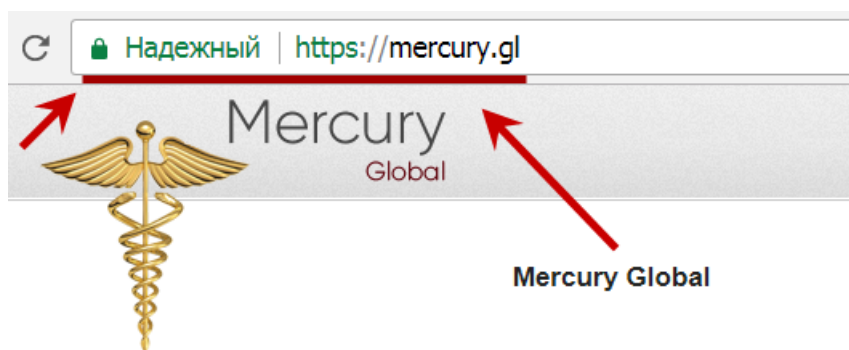 Надежный | https://mercury.gl
Mercury
Global
Mercury Global